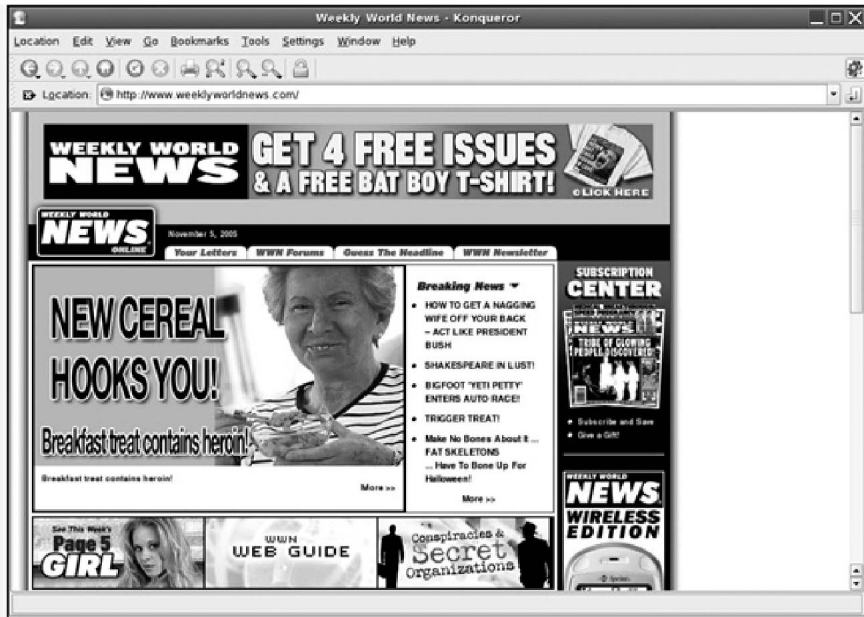 Weekly World News - Konqueror
Location Edit View Go Bookmarks Tools Settings Window Help
Location: http://www.weeklyworldnews.com/
WEEKLY WORLD
NEWS
GET 4 FREE ISSUES
& A FREE BAT BOY T-SHIRT!
CLICK HERE
WEEKLY WORLD
NEWS
ONLINE
November 5, 2005
Your Letters WWN Forums Guess The Headline WWN Newsletter
NEW CEREAL
HOOKS YOU!
Breakfast treat contains heroin!
Breakfast treat contains heroin!
More >>
Breaking News
• HOW TO GET A NAGGING
WIFE OFF YOUR BACK
– ACT LIKE PRESIDENT
BUSH
• SHAKESPEARE IN LUST!
• BIGFOOT 'YETI PETTY'
ENTERS AUTO RACE!
• TRIGGER TREAT!
• Make No Bones About It ...
FAT SKELETONS
... Have To Bone Up For
Halloween!
More >>
SUBSCRIPTION
CENTER
WEEKLY WORLD
NEWS
TRIBE OF GLOWING
PEOPLE DISCOVERED!
• Subscribe and Save
• Give a Gift!
WEEKLY WORLD
NEWS
WIRELESS
EDITION
Sprint
See This Week's
Page 5
GIRL
WWN
WEB GUIDE
Conspiracies &
Secret
Organizations